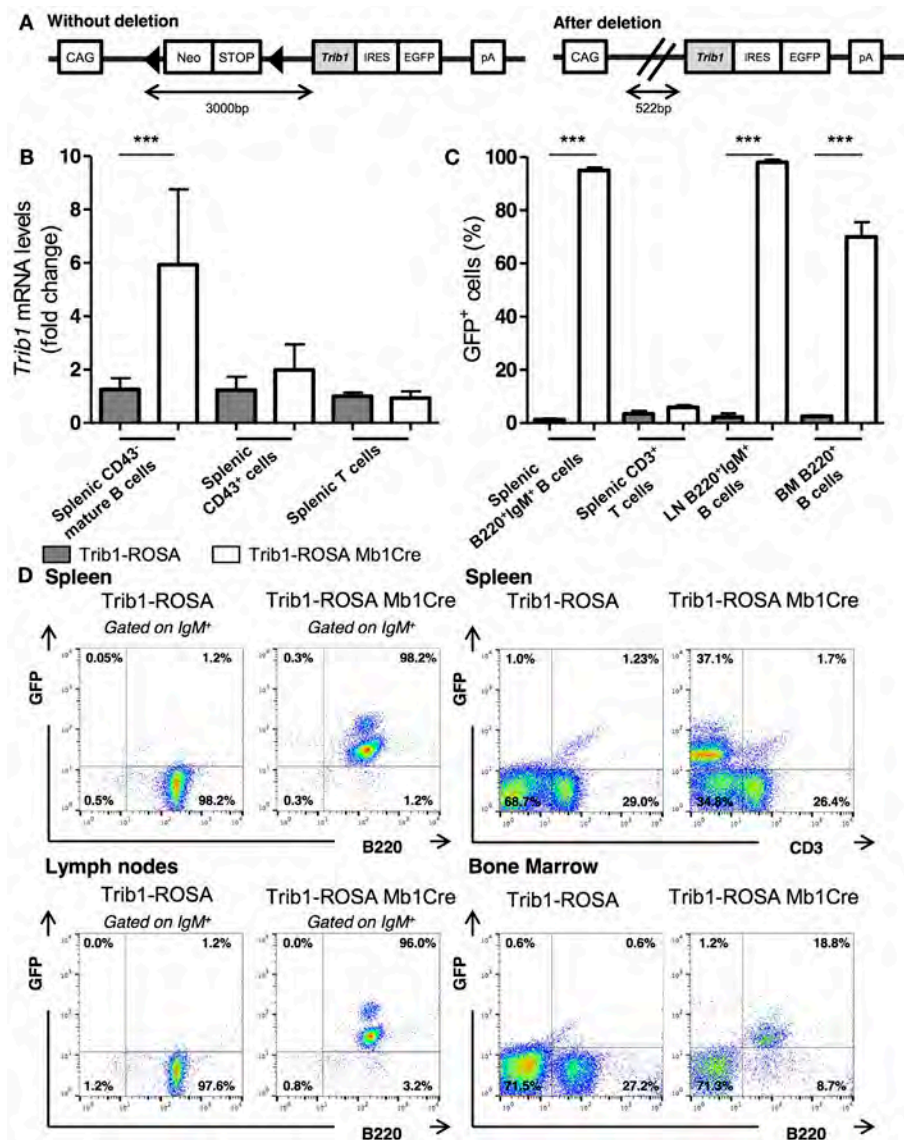 A Without deletion
After deletion
CAG Neo STOP Trib1 IRES EGFP pA
CAG Trib1 IRES EGFP pA
3000bp
522bp
B
***
Trib1 mRNA levels
(fold change)
10
8
6
4
2
0
Splenic CD43-
mature B cells
Splenic
CD43+ cells
Splenic T cells
C
*** *** ***
GFP+ cells (%)
100
80
60
40
20
0
Splenic
B220+IgM+ B cells
Splenic CD3+
T cells
LN B220+IgM+
B cells
BM B220+
B cells
Trib1-ROSA Trib1-ROSA Mb1Cre
D Spleen
Trib1-ROSA Trib1-ROSA Mb1Cre
Gated on IgM+ Gated on IgM+
GFP
0.05% 1.2% 0.3% 98.2%
0.5% 98.2% 0.3% 1.2%
B220
Spleen
Trib1-ROSA Trib1-ROSA Mb1Cre
GFP
1.0% 1.23% 37.1% 1.7%
68.7% 29.0% 34.8% 26.4%
CD3
Lymph nodes
Trib1-ROSA Trib1-ROSA Mb1Cre
Gated on IgM+ Gated on IgM+
GFP
0.0% 1.2% 0.0% 96.0%
1.2% 97.6% 0.8% 3.2%
B220
Bone Marrow
Trib1-ROSA Trib1-ROSA Mb1Cre
GFP
0.6% 0.6% 1.2% 18.8%
71.5% 27.2% 71.3% 8.7%
B220